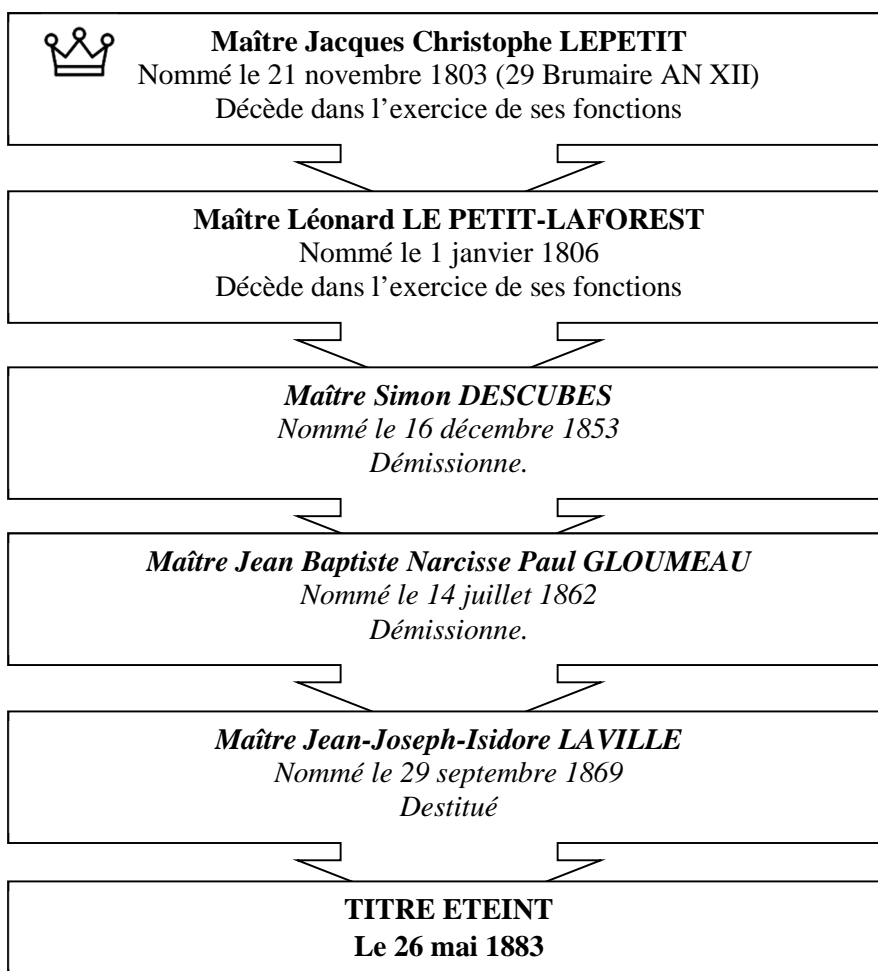 Maître Jacques Christophe LEPETIT
Nommé le 21 novembre 1803 (29 Brumaire AN XII)
Décède dans l’exercice de ses fonctions
Maître Léonard LE PETIT-LAFOREST
Nommé le 1 janvier 1806
Décède dans l’exercice de ses fonctions
Maître Simon DESCUBES
Nommé le 16 décembre 1853
Démissionne.
Maître Jean Baptiste Narcisse Paul GLOUMEAU
Nommé le 14 juillet 1862
Démissionne.
Maître Jean-Joseph-Isidore LAVILLE
Nommé le 29 septembre 1869
Destitué
TITRE ETEINT
Le 26 mai 1883